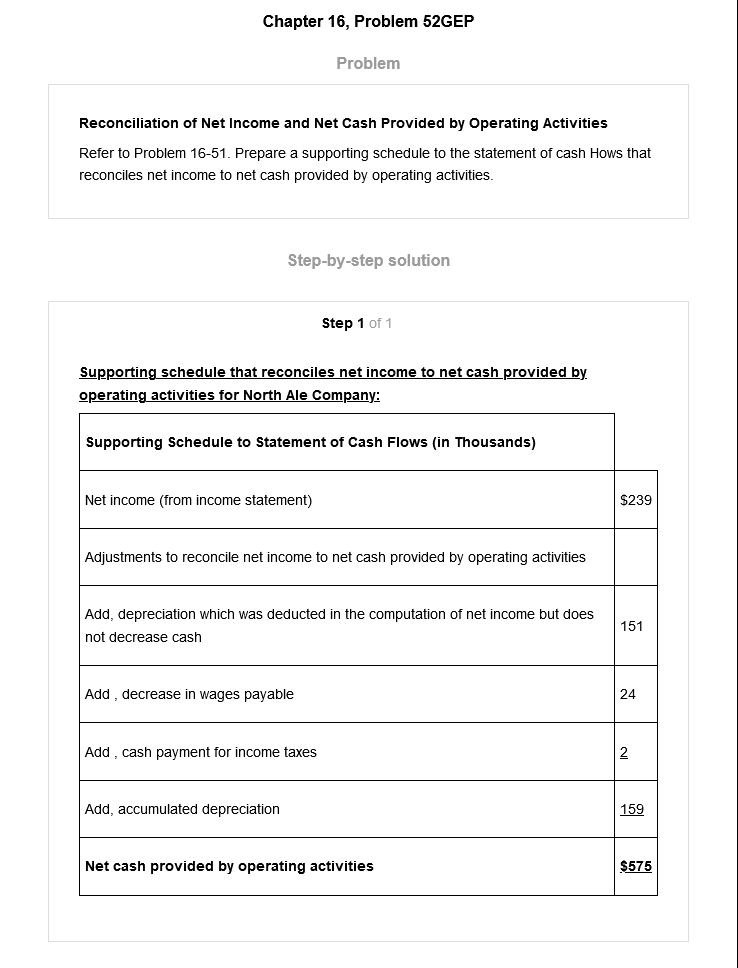 Chapter 16, Problem 52GEP
Problem
Reconciliation of Net Income and Net Cash Provided by Operating Activities
Refer to Problem 16-51. Prepare a supporting schedule to the statement of cash Hows that
reconciles net income to net cash provided by operating activities.
Step-by-step solution
Step 1 of 1
Supporting schedule that reconciles net income to net cash provided by
operating activities for North Ale Company:
Supporting Schedule to Statement of Cash Flows (in Thousands)
Net income (from income statement) $239
Adjustments to reconcile net income to net cash provided by operating activities
Add, depreciation which was deducted in the computation of net income but does
not decrease cash 151
Add , decrease in wages payable 24
Add , cash payment for income taxes 2
Add, accumulated depreciation 159
Net cash provided by operating activities $575